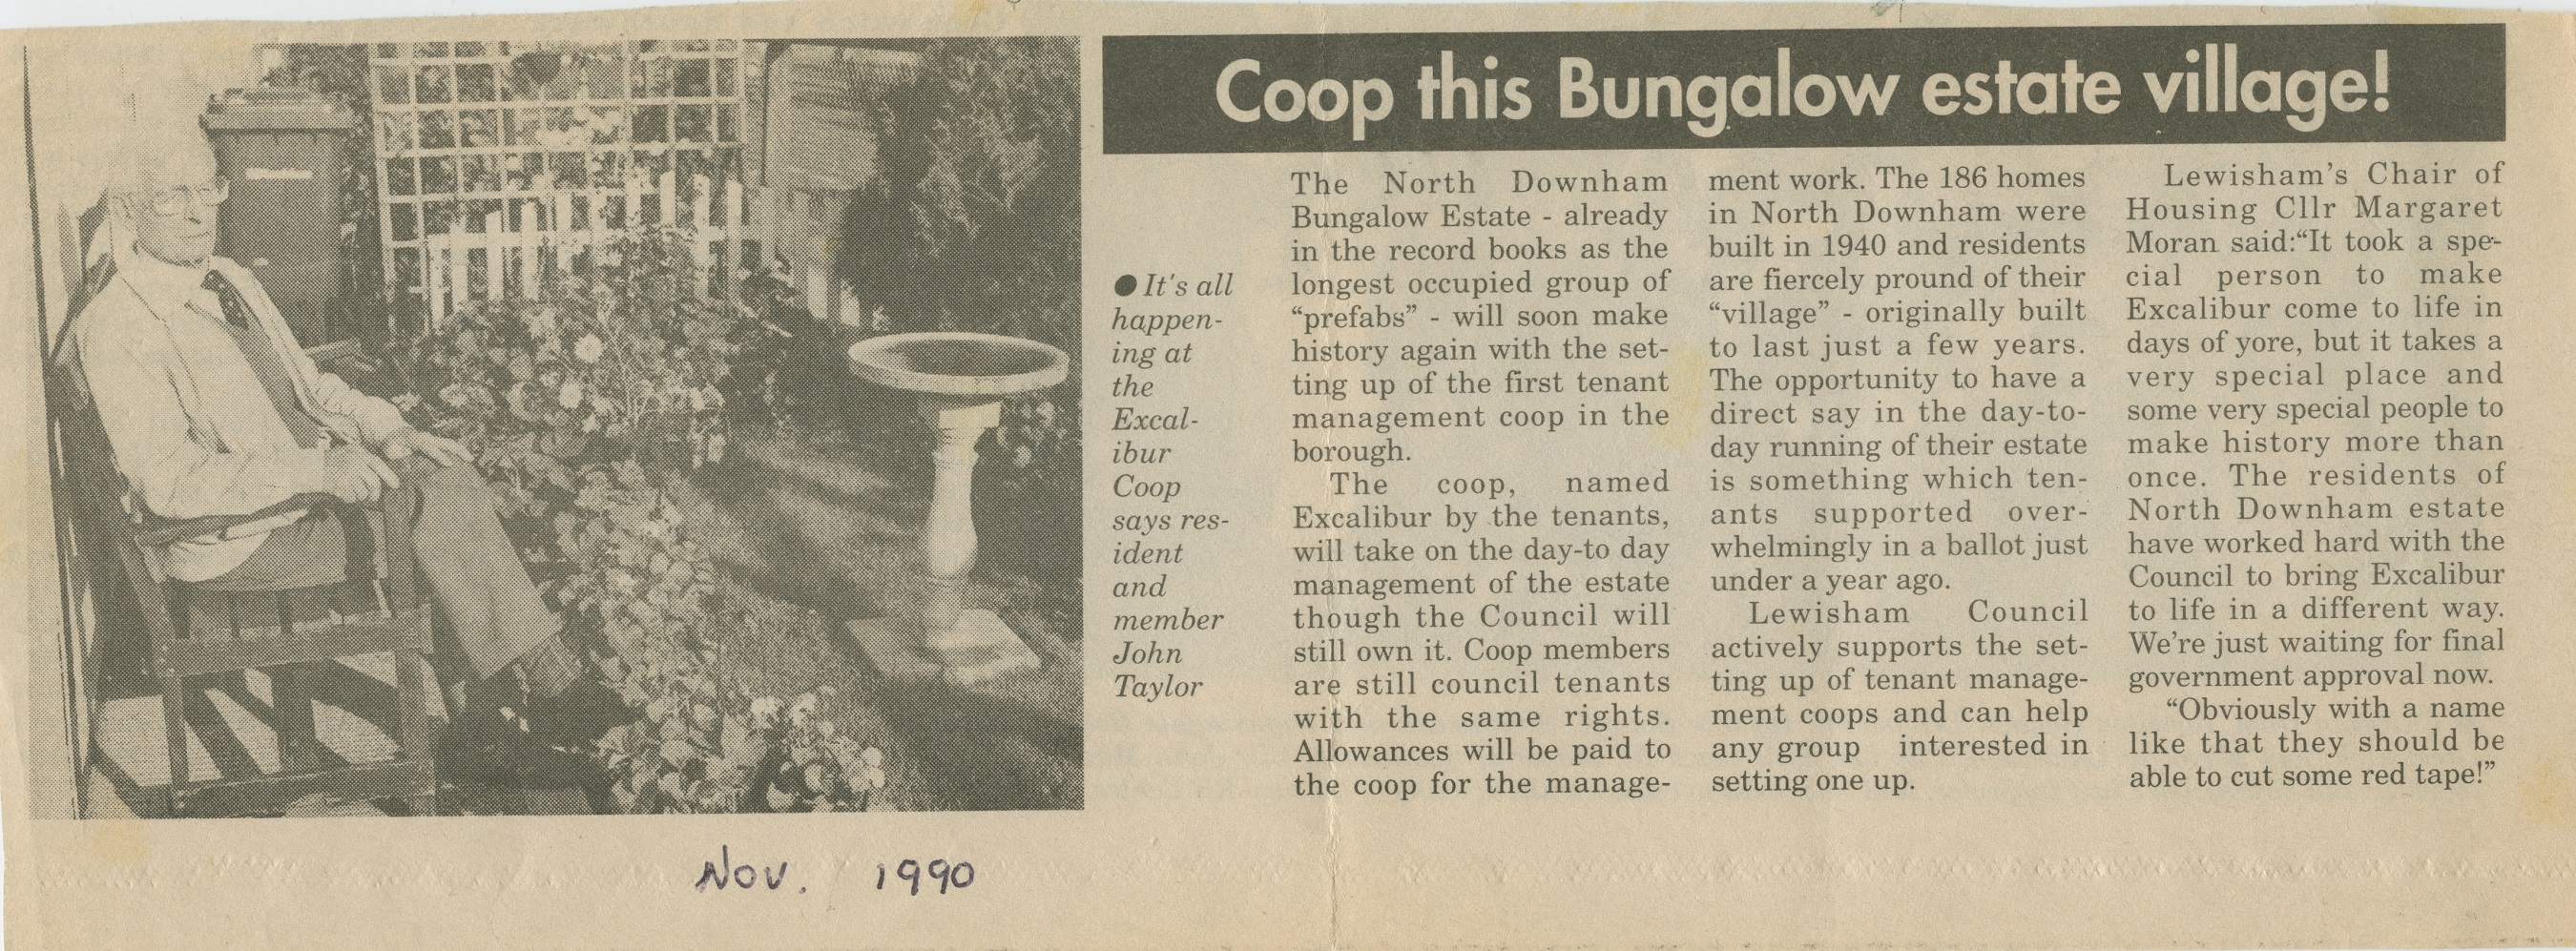 Coop this Bungalow estate village!
● It's all
happen-
ing at
the
Excal-
ibur
Coop
says res-
ident
and
member
John
Taylor
The North Downham
Bungalow Estate - already
in the record books as the
longest occupied group of
“prefabs” - will soon make
history again with the set-
ting up of the first tenant
management coop in the
borough.
The coop, named
Excalibur by the tenants,
will take on the day-to day
management of the estate
though the Council will
still own it. Coop members
are still council tenants
with the same rights.
Allowances will be paid to
the coop for the manage-
ment work. The 186 homes
in North Downham were
built in 1940 and residents
are fiercely pround of their
“village” - originally built
to last just a few years.
The opportunity to have a
direct say in the day-to-
day running of their estate
is something which ten-
ants supported over-
whelmingly in a ballot just
under a year ago.
Lewisham Council
actively supports the set-
ting up of tenant manage-
ment coops and can help
any group interested in
setting one up.
Lewisham’s Chair of
Housing Cllr Margaret
Moran said:“It took a spe-
cial person to make
Excalibur come to life in
days of yore, but it takes a
very special place and
some very special people to
make history more than
once. The residents of
North Downham estate
have worked hard with the
Council to bring Excalibur
to life in a different way.
We’re just waiting for final
government approval now.
“Obviously with a name
like that they should be
able to cut some red tape!”
Nov. 1990